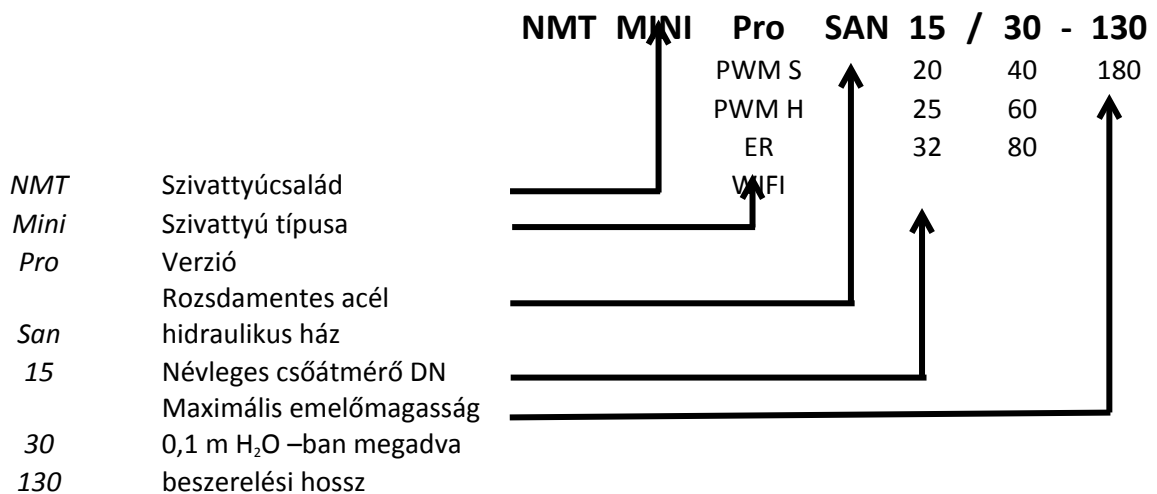 NMT MINI Pro SAN 15 / 30 - 130
PWM S 20 40 180
PWM H 25 60
ER 32 80
WIFI
NMT Szivattyúcsalád
Mini Szivattyú típusa
Pro Verzió
Rozsdamentes acél
San hidraulikus ház
15 Névleges csőátmérő DN
Maximális emelőmagasság
30 0,1 m H₂O –ban megadva
130 beszerelési hossz